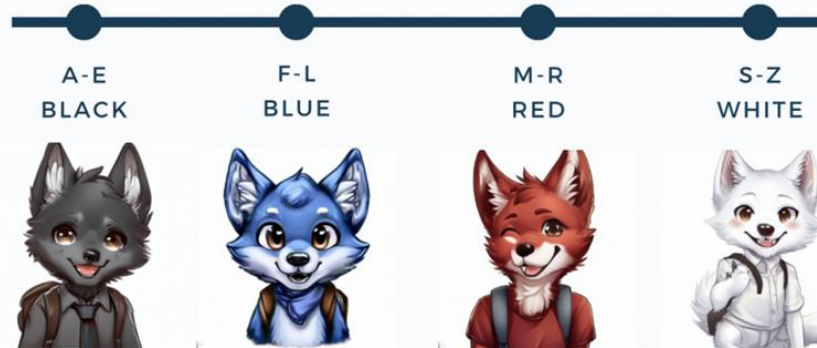 A-E
BLACK
F-L
BLUE
M-R
RED
S-Z
WHITE